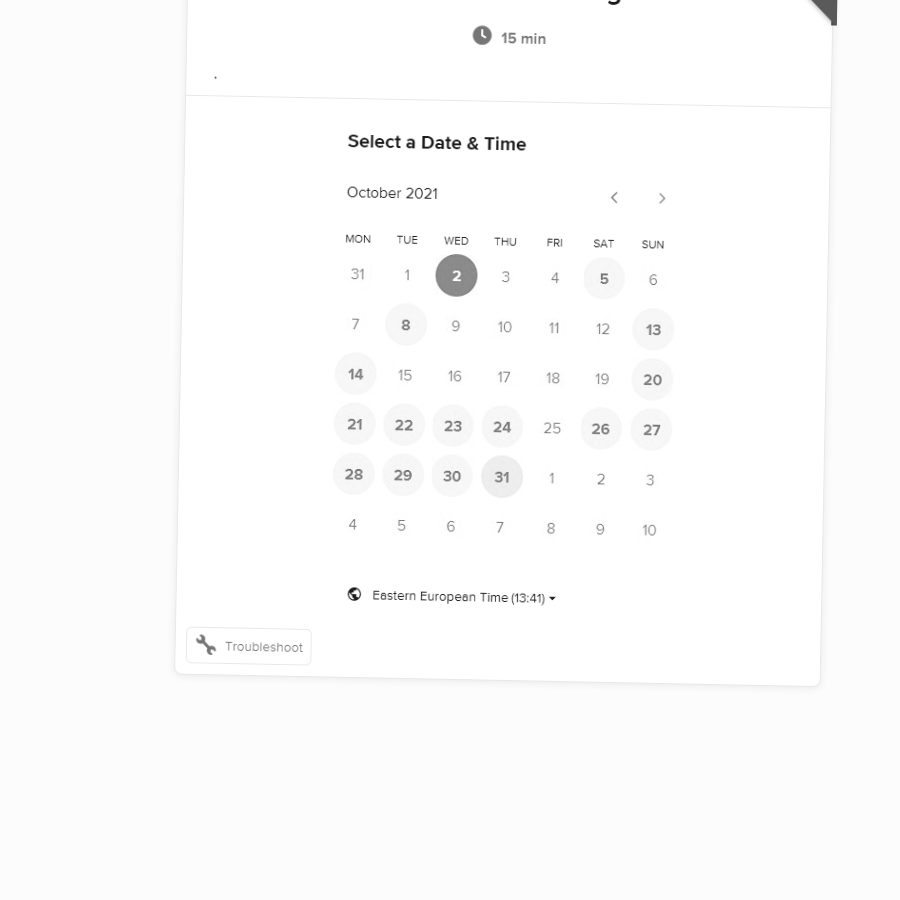 15 min
.
Select a Date & Time
October 2021
MON TUE WED THU FRI SAT SUN
31 1 2 3 4 5 6
7 8 9 10 11 12 13
14 15 16 17 18 19 20
21 22 23 24 25 26 27
28 29 30 31 1 2 3
4 5 6 7 8 9 10
Eastern European Time (13:41)
Troubleshoot